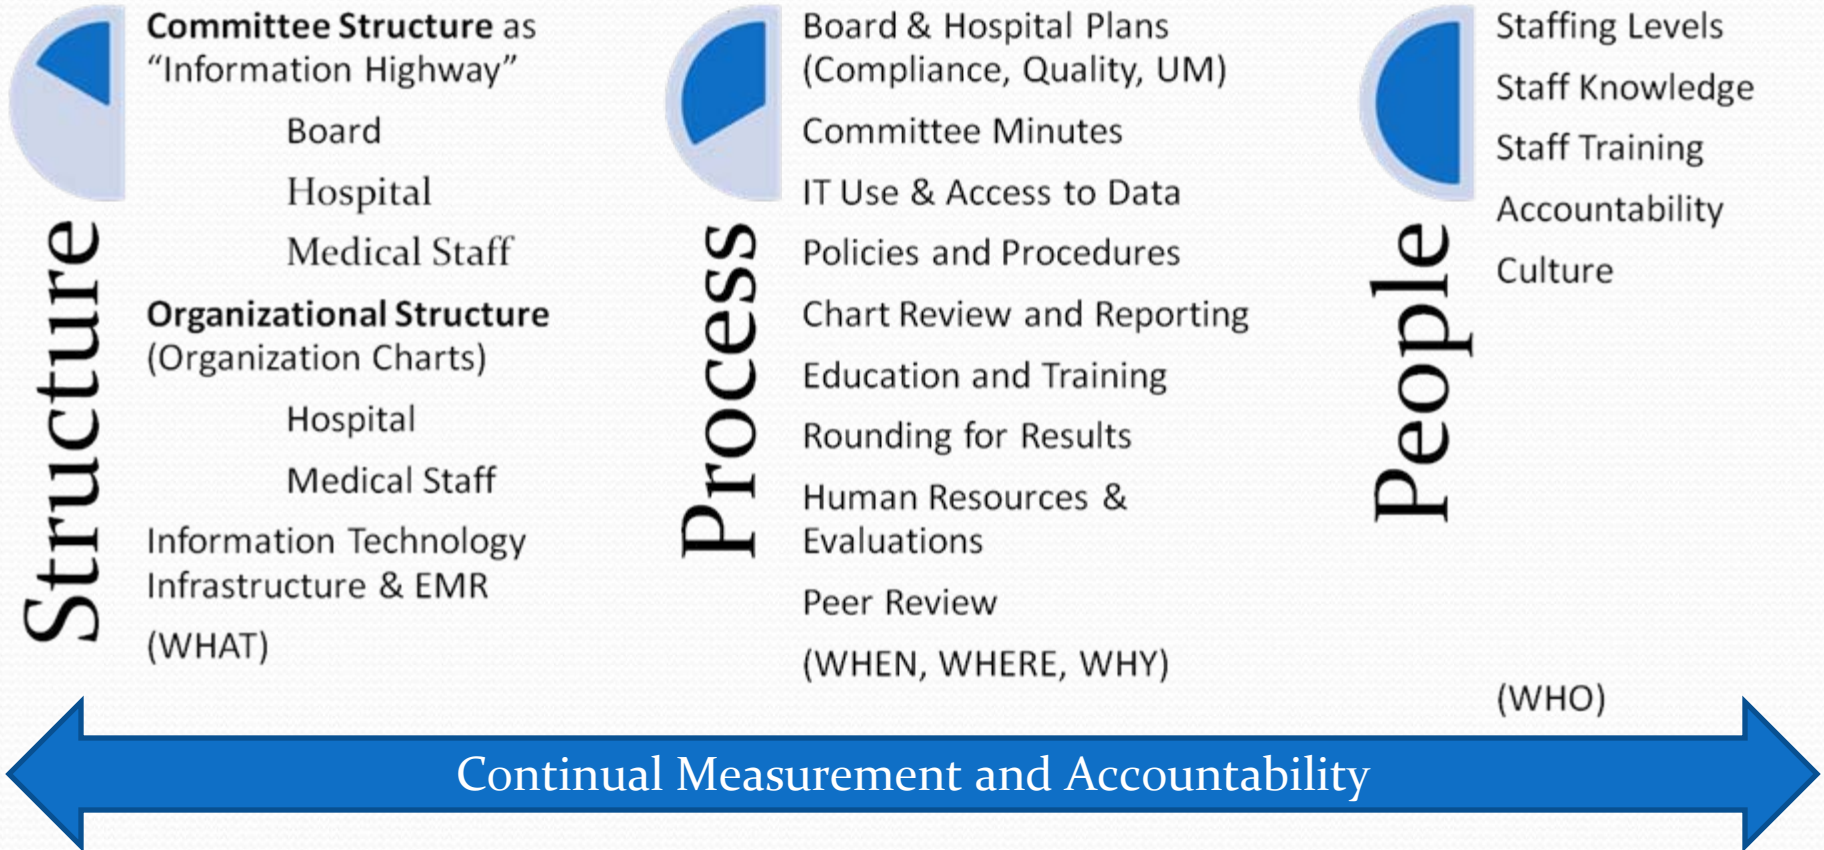 Structure
Committee Structure as
“Information Highway”
Board
Hospital
Medical Staff
Organizational Structure
(Organization Charts)
Hospital
Medical Staff
Information Technology
Infrastructure & EMR
(WHAT)
Process
Board & Hospital Plans
(Compliance, Quality, UM)
Committee Minutes
IT Use & Access to Data
Policies and Procedures
Chart Review and Reporting
Education and Training
Rounding for Results
Human Resources &
Evaluations
Peer Review
(WHEN, WHERE, WHY)
People
Staffing Levels
Staff Knowledge
Staff Training
Accountability
Culture
(WHO)
Continual Measurement and Accountability